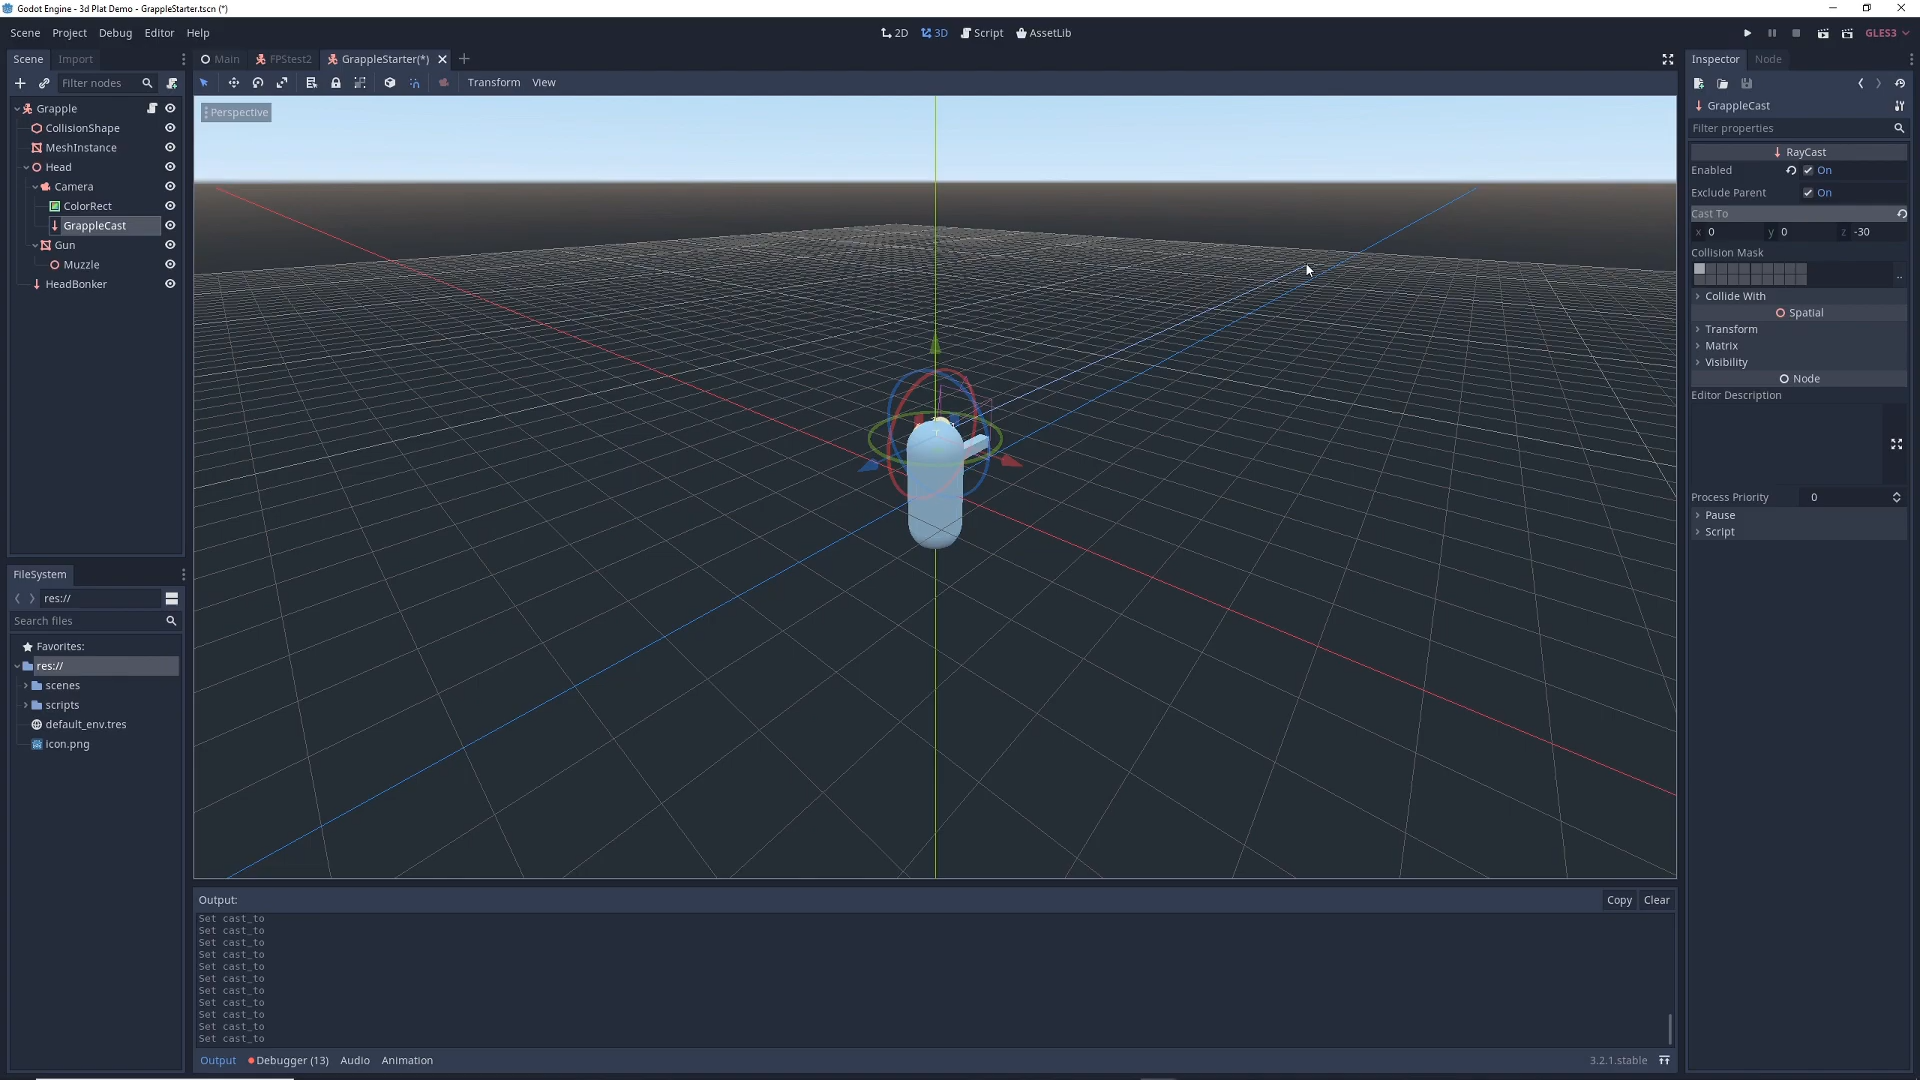 Godot Engine - 3d Plat Demo - GrappleStarter.tscn (*)
Scene Project Debug Editor Help
2D 3D Script AssetLib
GLES3
Scene Import
Main FPStest2 GrappleStarter(*)
Inspector Node
Filter nodes
Transform View
Grapple
CollisionShape
MeshInstance
Head
Camera
ColorRect
GrappleCast
Gun
Muzzle
HeadBonker
Perspective
GrappleCast
Filter properties
RayCast
Enabled On
Exclude Parent On
Cast To
x 0 y 0 z -30
Collision Mask
..
Collide With
Spatial
Transform
Matrix
Visibility
Node
Editor Description
Process Priority 0
Pause
Script
FileSystem
res://
Search files
Favorites:
res://
scenes
scripts
default_env.tres
icon.png
Output:
Copy Clear
Set cast_to
Set cast_to
Set cast_to
Set cast_to
Set cast_to
Set cast_to
Set cast_to
Set cast_to
Set cast_to
Set cast_to
Set cast_to
Output Debugger (13) Audio Animation
3.2.1.stable